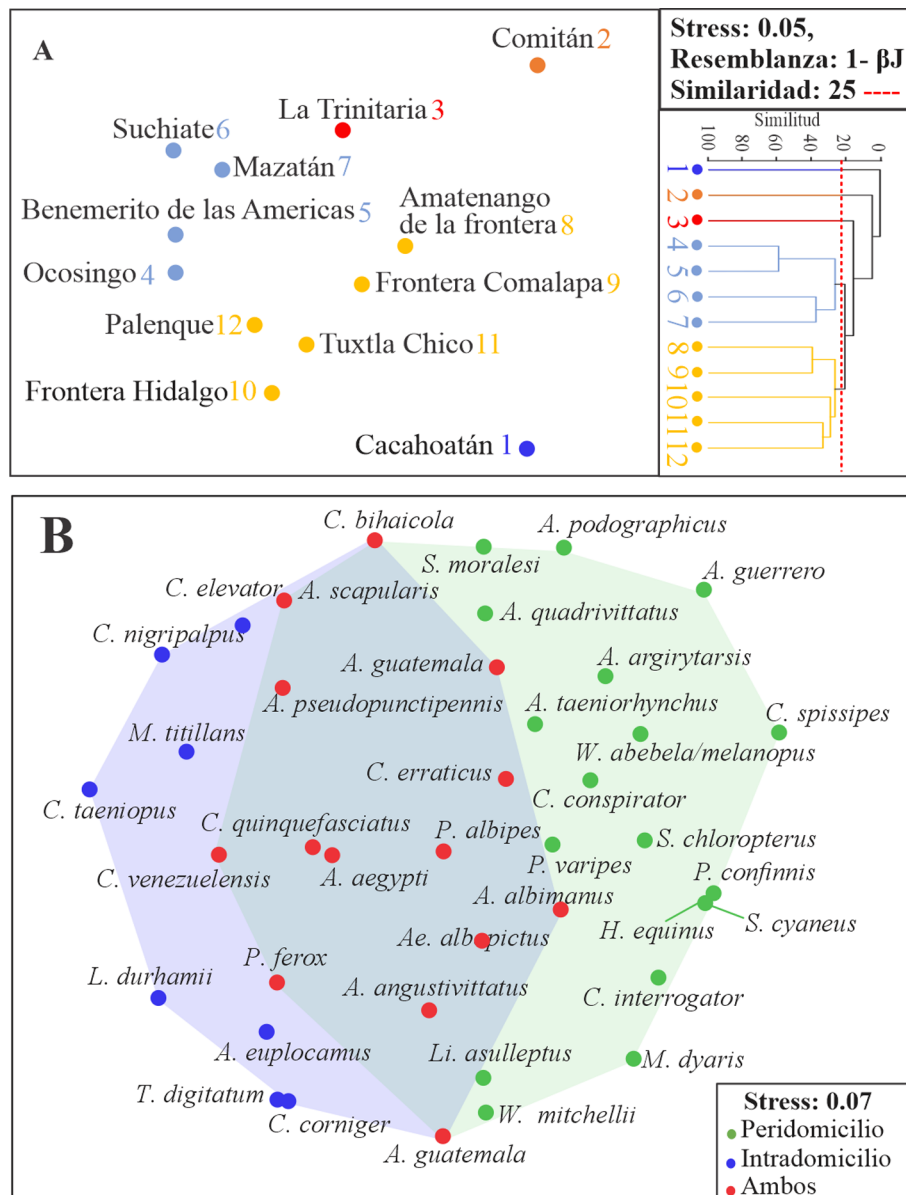 A
Comitán 2
La Trinitaria 3
Suchiate 6
Mazatán 7
Benemerito de las Americas 5
Amatenango
de la frontera 8
Ocosingo 4
Frontera Comalapa 9
Palenque 12
Tuxtla Chico 11
Frontera Hidalgo 10
Cacahoatán 1
Stress: 0.05,
Resemblanza: 1- βJ
Similaridad: 25
Similitud
100 80 60 40 20 0
1
2
3
4
5
6
7
8
9
10
11
12
B
C. bihaicola
A. podographicus
S. moralesi
C. elevator
A. scapularis
A. guerrero
A. quadrivittatus
C. nigripalpus
A. guatemala
A. argirytarsis
A. pseudopunctipennis
A. taeniorhynchus
C. spissipes
M. titillans
W. abebela/melanopus
C. erraticus
C. taeniopus
C. conspirator
C. quinquefasciatus
P. albipes
S. chloropterus
C. venezuelensis
A. aegypti
P. varipes
P. confinnis
A. albimanus
H. equinus
S. cyaneus
Ae. albopictus
P. ferox
L. durhamii
A. angustivittatus
C. interrogator
A. euplocamus
Li. asulleptus
M. dyaris
T. digitatum
W. mitchellii
C. corniger
A. guatemala
Stress: 0.07
Peridomicilio
Intradomicilio
Ambos